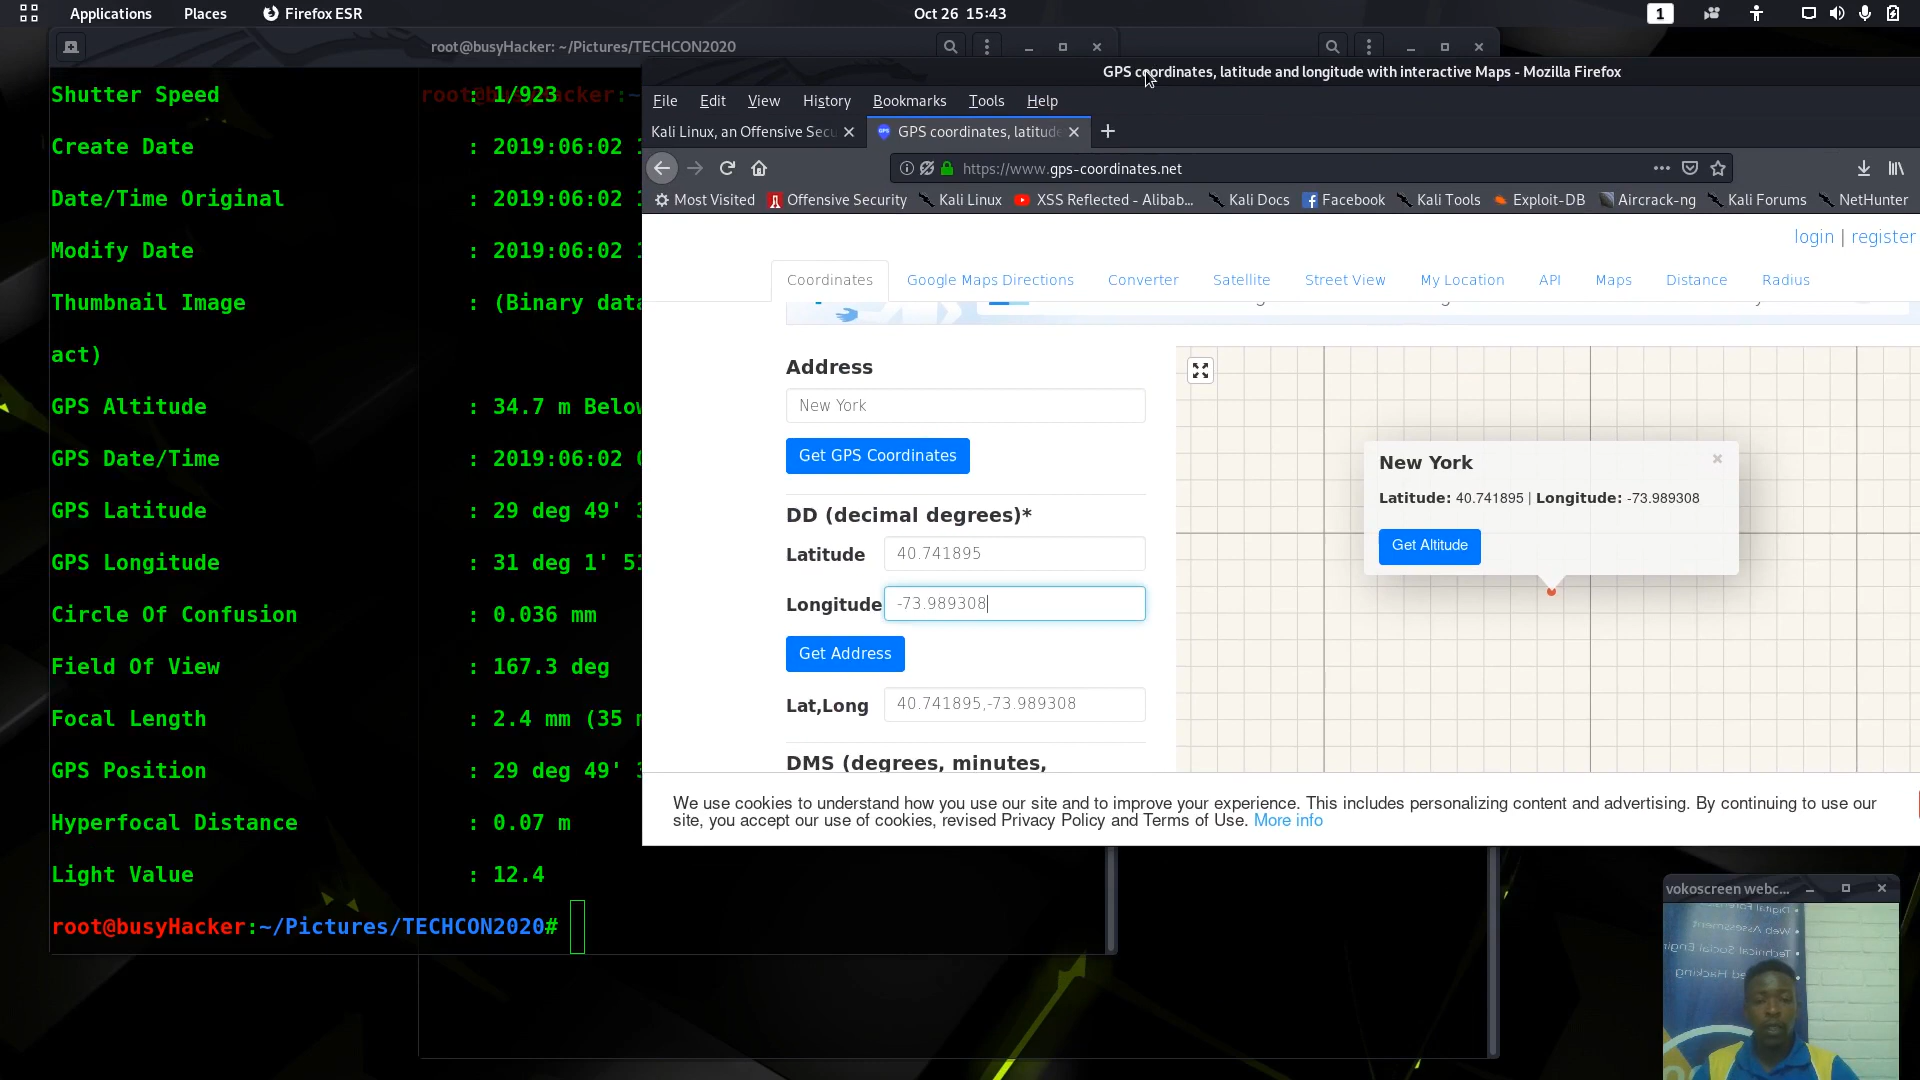 Applications Places Firefox ESR Oct 26 15:43 1
root@busyHacker: ~/Pictures/TECHCON2020
Shutter Speed : 1/923
Create Date : 2019:06:02
Date/Time Original : 2019:06:02
Modify Date : 2019:06:02
Thumbnail Image : (Binary data
act)
GPS Altitude : 34.7 m Below
GPS Date/Time : 2019:06:02
GPS Latitude : 29 deg 49'
GPS Longitude : 31 deg 1'
Circle Of Confusion : 0.036 mm
Field Of View : 167.3 deg
Focal Length : 2.4 mm (35
GPS Position : 29 deg 49'
Hyperfocal Distance : 0.07 m
Light Value : 12.4
root@busyHacker:~/Pictures/TECHCON2020#
GPS coordinates, latitude and longitude with interactive Maps - Mozilla Firefox
File Edit View History Bookmarks Tools Help
Kali Linux, an Offensive Secu GPS coordinates, latitude
https://www.gps-coordinates.net
Most Visited Offensive Security Kali Linux XSS Reflected - Alibab... Kali Docs Facebook Kali Tools Exploit-DB Aircrack-ng Kali Forums NetHunter
login | register
Coordinates Google Maps Directions Converter Satellite Street View My Location API Maps Distance Radius
Address
New York
Get GPS Coordinates
DD (decimal degrees)*
Latitude 40.741895
Longitude -73.989308
Get Address
Lat,Long 40.741895,-73.989308
DMS (degrees, minutes,
New York
Latitude: 40.741895 | Longitude: -73.989308
Get Altitude
We use cookies to understand how you use our site and to improve your experience. This includes personalizing content and advertising. By continuing to use our
site, you accept our use of cookies, revised Privacy Policy and Terms of Use. More info
vokoscreen webc...
Web Assessment
Technical Social Engin